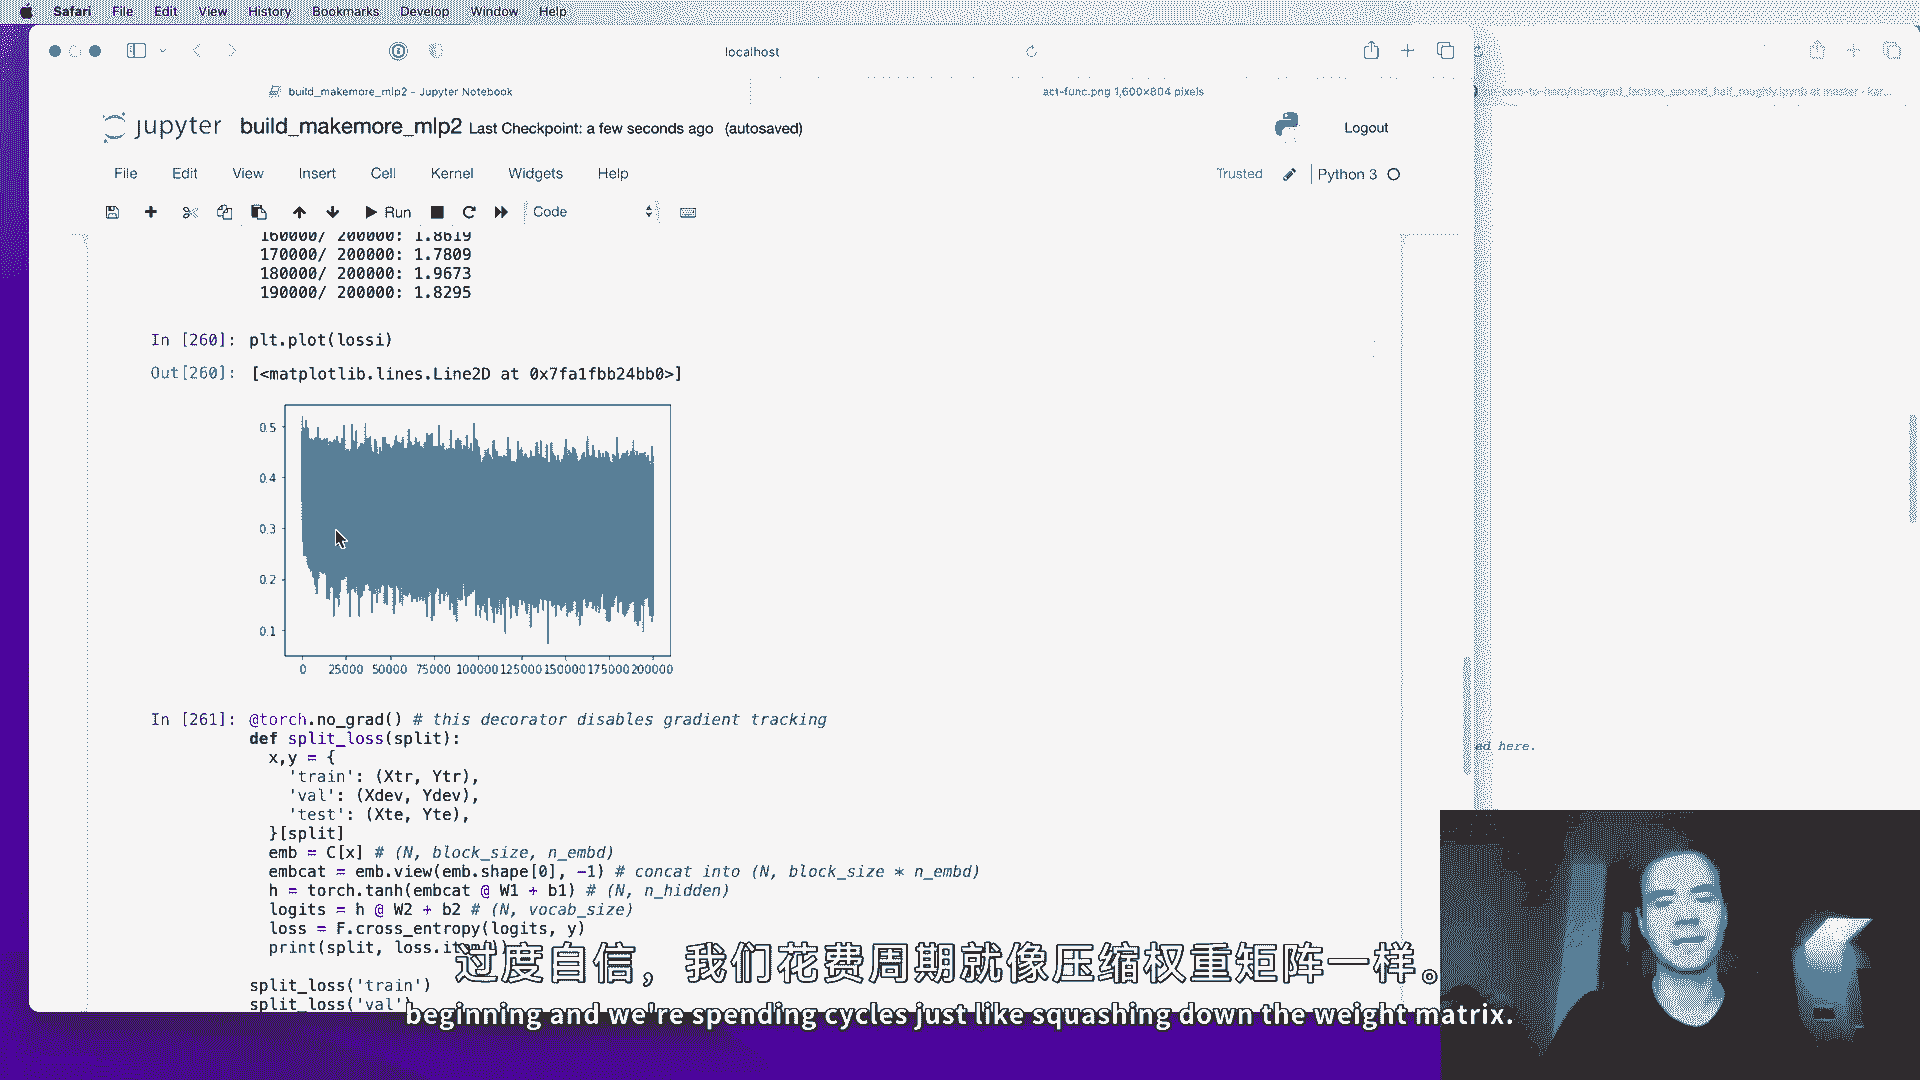 Safari File Edit View History Bookmarks Develop Window Help
localhost
build_makemore_mlp2 - Jupyter Notebook
act-func.png 1,600×804 pixels
jupyter build_makemore_mlp2 Last Checkpoint: a few seconds ago (autosaved)
Logout
File Edit View Insert Cell Kernel Widgets Help
Trusted Python 3
Run Code
160000/ 200000: 1.8619
170000/ 200000: 1.7809
180000/ 200000: 1.9673
190000/ 200000: 1.8295
In [260]: plt.plot(lossi)
Out[260]: [<matplotlib.lines.Line2D at 0x7fa1fbb24bb0>]
0.5
0.4
0.3
0.2
0.1
0 25000 50000 75000 100000 125000 150000 175000 200000
In [261]: @torch.no_grad() # this decorator disables gradient tracking
def split_loss(split):
x,y = {
'train': (Xtr, Ytr),
'val': (Xdev, Ydev),
'test': (Xte, Yte),
}[split]
emb = C[x] # (N, block_size, n_embd)
embcat = emb.view(emb.shape[0], -1) # concat into (N, block_size * n_embd)
h = torch.tanh(embcat @ W1 + b1) # (N, n_hidden)
logits = h @ W2 + b2 # (N, vocab_size)
loss = F.cross_entropy(logits, y)
print(split, loss.item())
split_loss('train')
split_loss('val')
ed here.
过度自信，我们花费周期就像压缩权重矩阵一样。
beginning and we're spending cycles just like squashing down the weight matrix.